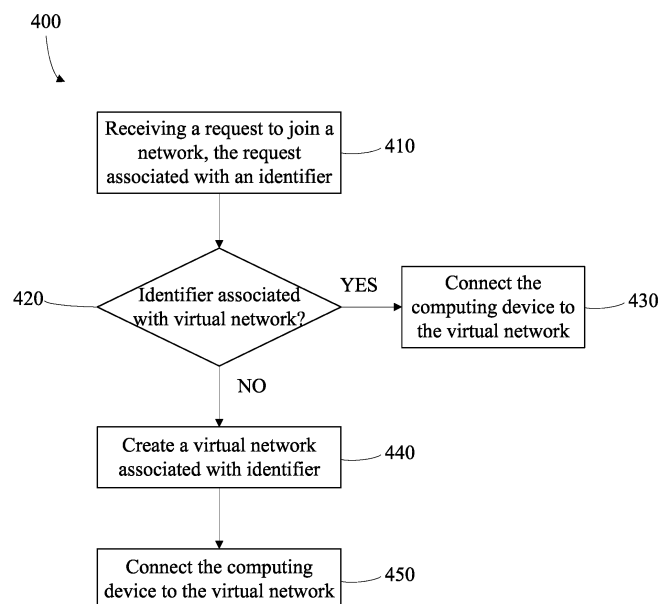 400
Receiving a request to join a
network, the request
associated with an identifier
410
420
Identifier associated
with virtual network?
YES
Connect the
computing device to
the virtual network
430
NO
Create a virtual network
associated with identifier
440
Connect the computing
device to the virtual network
450